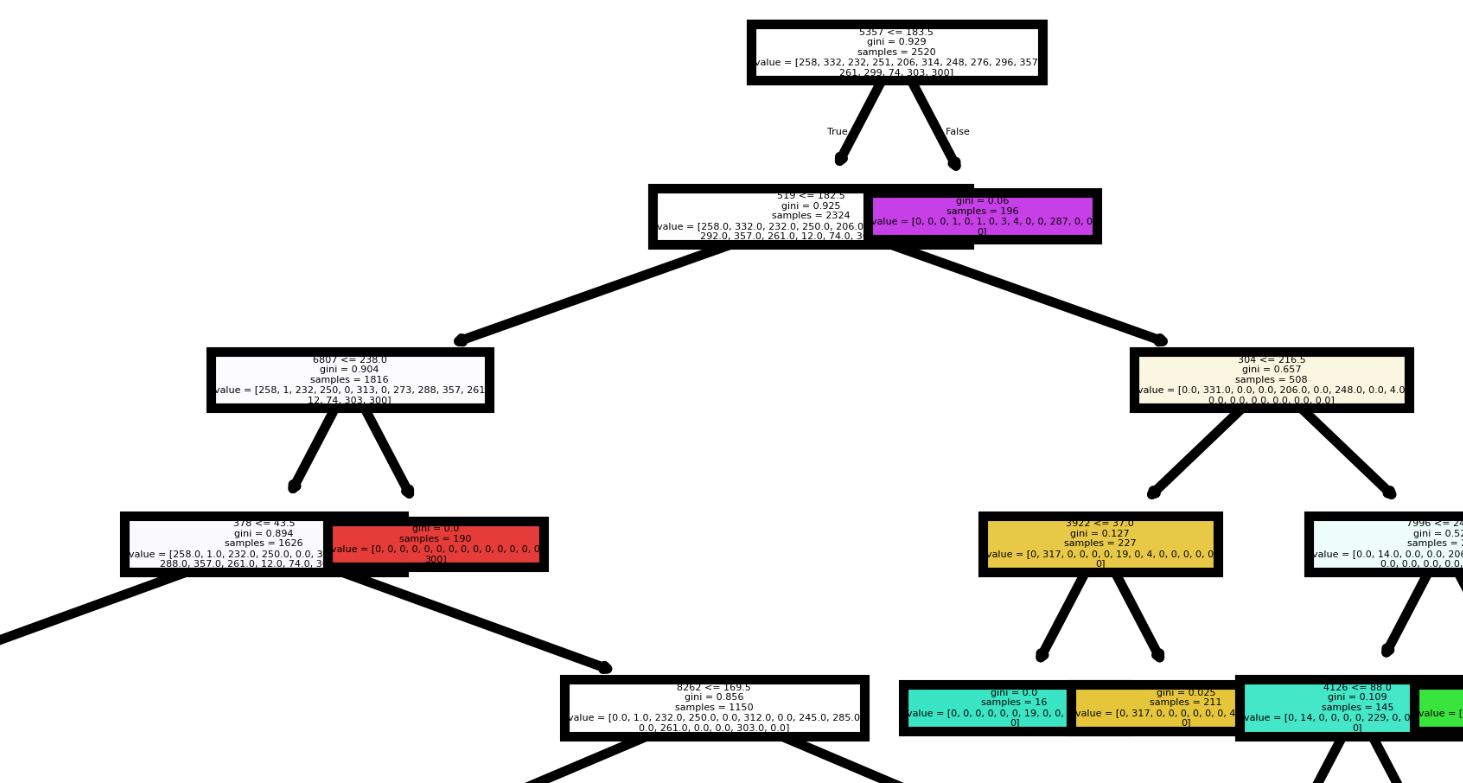 5357 <= 183.5
gini = 0.929
samples = 2520
value = [258, 332, 232, 251, 206, 314, 248, 276, 296, 357
261, 299, 74, 303, 300]
True
False
519 <= 182.5
gini = 0.925
samples = 2324
value = [258.0, 332.0, 232.0, 250.0, 206.0
292.0, 357.0, 261.0, 12.0, 74.0,
gini = 0.06
samples = 196
value = [0, 0, 0, 1, 0, 1, 0, 3, 4, 0, 0, 287, 0, 0
0]
6807 <= 238.0
gini = 0.904
samples = 1816
value = [258, 1, 232, 250, 0, 313, 0, 273, 288, 357, 261
12, 74, 303, 300]
304 <= 216.5
gini = 0.657
samples = 508
value = [0.0, 331.0, 0.0, 0.0, 206.0, 0.0, 248.0, 0.0, 4.0
0.0, 0.0, 0.0, 0.0, 0.0, 0.0]
378 <= 43.5
gini = 0.894
samples = 1626
value = [258.0, 1.0, 232.0, 250.0, 0.0,
288.0, 357.0, 261.0, 12.0, 74.0,
gini = 0.0
samples = 190
value = [0, 0, 0, 0, 0, 0, 0, 0, 0, 0, 0, 0, 0, 0
300]
3922 <= 37.0
gini = 0.127
samples = 227
value = [0, 317, 0, 0, 0, 0, 19, 0, 4, 0, 0, 0, 0, 0
0]
7996 <=
gini =
samples =
value = [0.0, 14.0, 0.0, 0.0,
0.0, 0.0, 0.0, 0.0,
8262 <= 169.5
gini = 0.856
samples = 1150
value = [0.0, 1.0, 232.0, 250.0, 0.0, 312.0, 0.0, 245.0, 285.0
0.0, 261.0, 0.0, 0.0, 303.0, 0.0]
gini = 0.0
samples = 16
value = [0, 0, 0, 0, 0, 0, 19, 0, 0,
0]
gini = 0.025
samples = 211
value = [0, 317, 0, 0, 0, 0, 0, 0, 4
0]
4126 <= 88.0
gini = 0.109
samples = 145
value = [0, 14, 0, 0, 0, 0, 229, 0, 0
0]
value = [